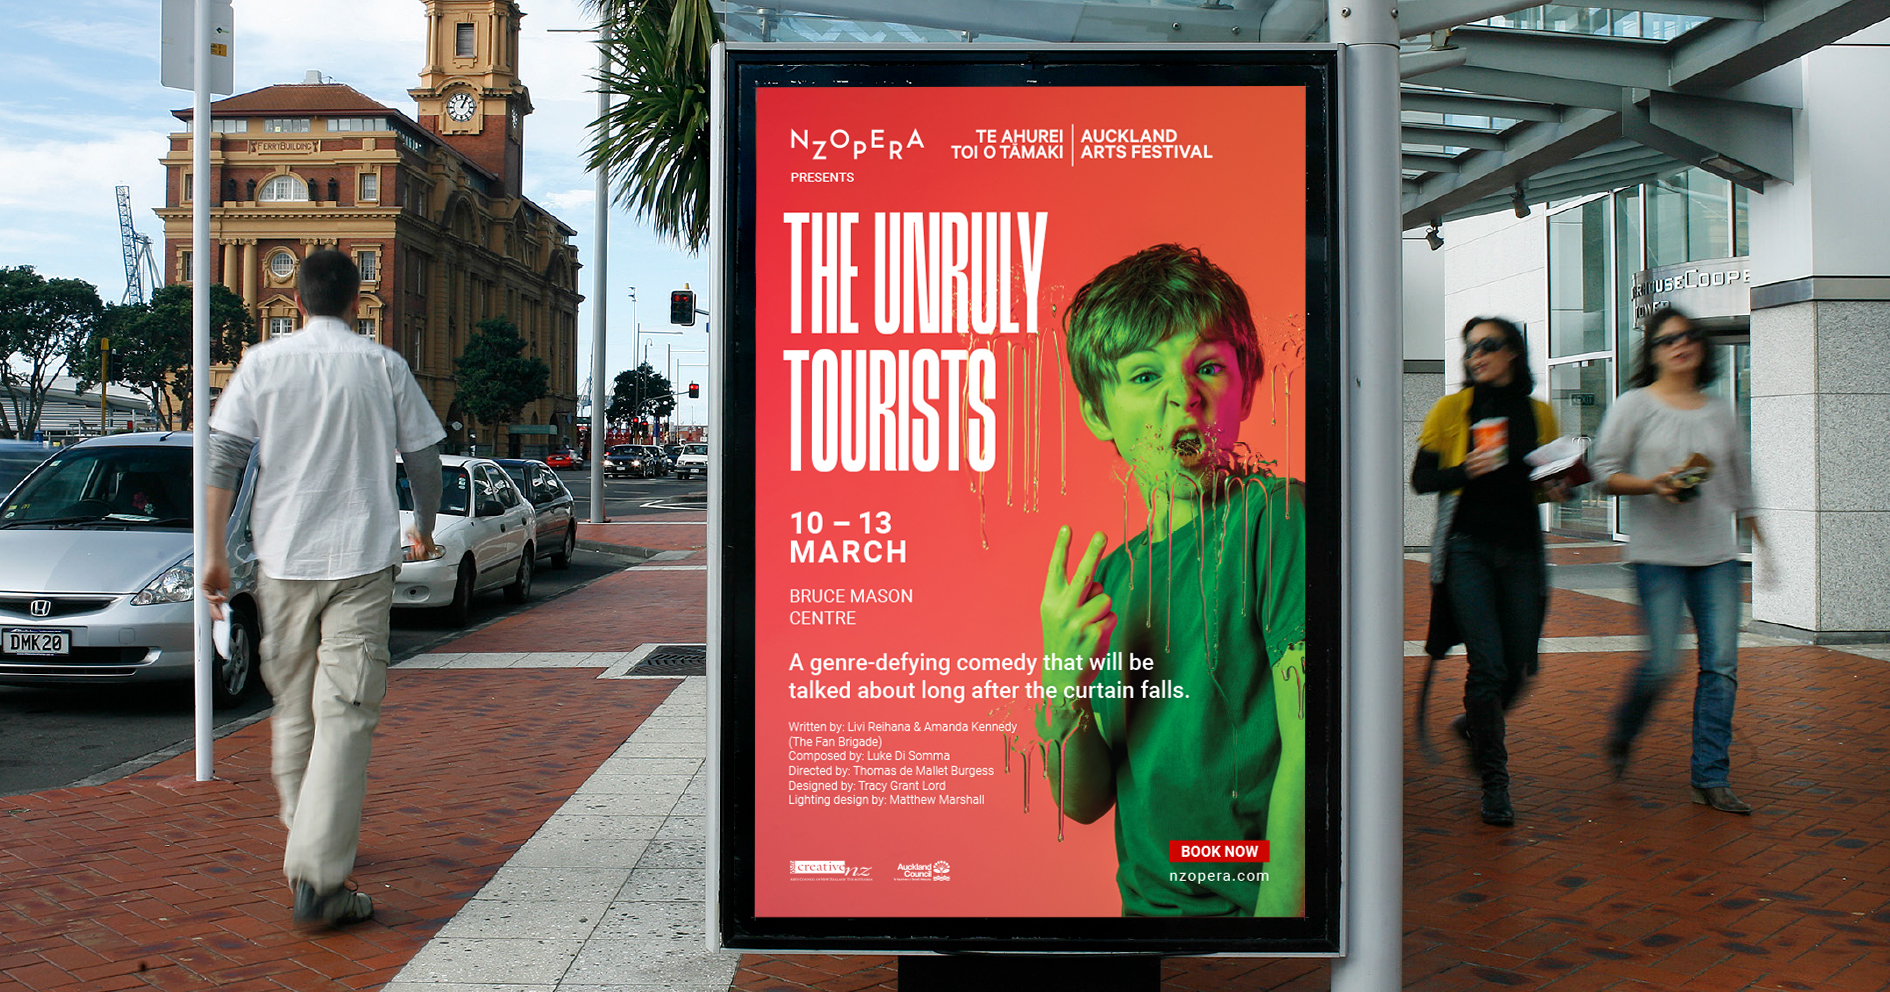 FERRY BUILDING
DMK20
NZOPERA
PRESENTS
TE AHUREI
TOI O TĀMAKI
AUCKLAND
ARTS FESTIVAL
THE UNRULY
TOURISTS
10 – 13
MARCH
BRUCE MASON
CENTRE
A genre-defying comedy that will be
talked about long after the curtain falls.
Written by: Livi Reihana & Amanda Kennedy
(The Fan Brigade)
Composed by: Luke Di Somma
Directed by: Thomas de Mallet Burgess
Designed by: Tracy Grant Lord
Lighting design by: Matthew Marshall
creative nz
Auckland
Council
BOOK NOW
nzopera.com
HOUSECOOPE
TOWER